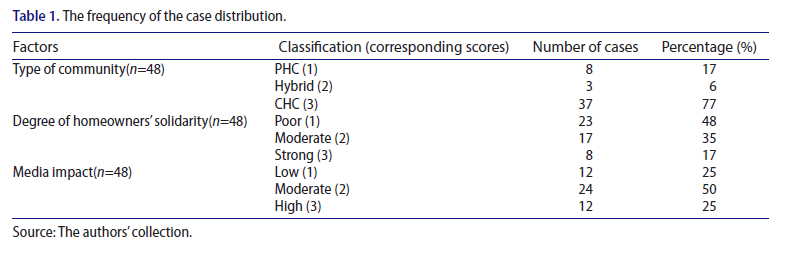 Table 1. The frequency of the case distribution.
Factors Classification (corresponding scores) Number of cases Percentage (%)
Type of community(n=48) PHC (1) 8 17
Hybrid (2) 3 6
CHC (3) 37 77
Degree of homeowners' solidarity(n=48) Poor (1) 23 48
Moderate (2) 17 35
Strong (3) 8 17
Media impact(n=48) Low (1) 12 25
Moderate (2) 24 50
High (3) 12 25
Source: The authors' collection.